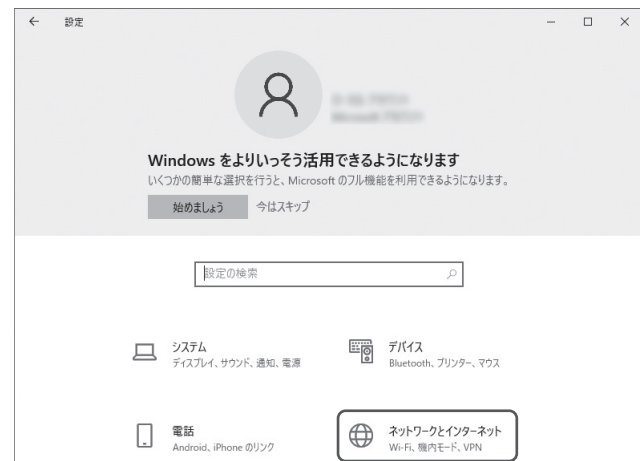 設定
Windows をよりいっそう活用できるようになります
いくつかの簡単な選択を行うと、Microsoft のフル機能を利用できるようになります。
始めましょう 今はスキップ
設定の検索
システム
ディスプレイ、サウンド、通知、電源
デバイス
Bluetooth、プリンター、マウス
電話
Android、iPhone のリンク
ネットワークとインターネット
Wi-Fi、機内モード、VPN